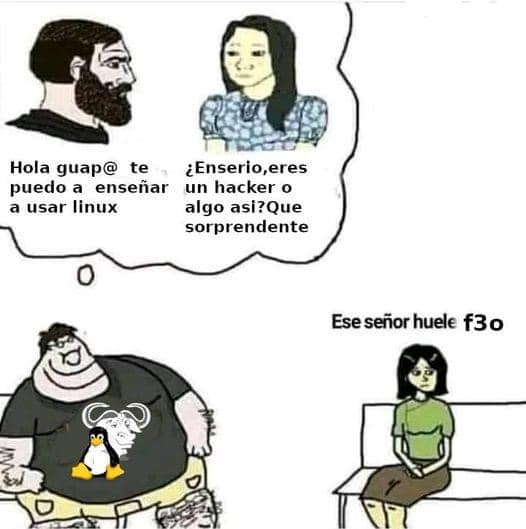 Hola guap@ te
puedo a enseñar
a usar linux
¿Enserio,eres
un hacker o
algo asi?Que
sorprendente
Ese señor huele f3o